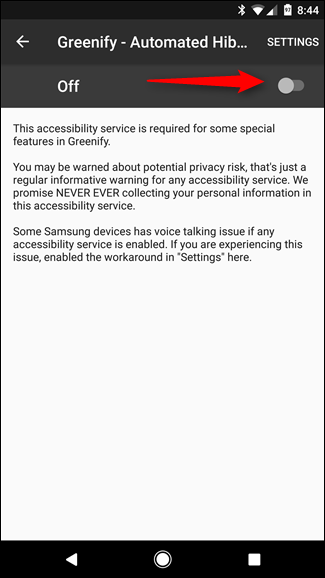 8:44
Greenify - Automated Hib... SETTINGS
Off
This accessibility service is required for some special
features in Greenify.
You may be warned about potential privacy risk, that's just a
regular informative warning for any accessibility service. We
promise NEVER EVER collecting your personal information in
this accessibility service.
Some Samsung devices has voice talking issue if any
accessibility service is enabled. If you are experiencing this
issue, enabled the workaround in "Settings" here.